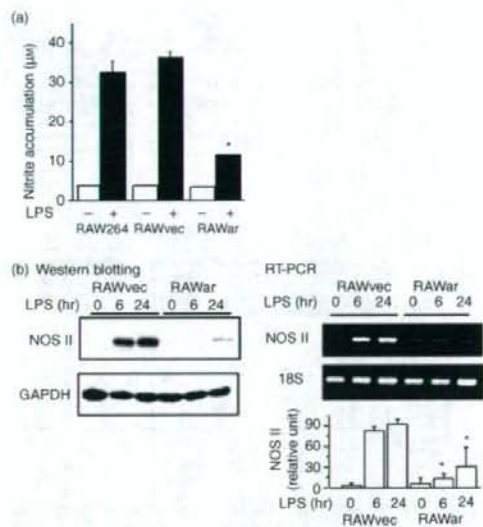 (a)
Nitrite accumulation (μM)
40
30
20
10
0
LPS – + – + – +
RAW264 RAWvec RAWar
(b) Western blotting
RAWvec RAWar
LPS (hr) 0 6 24 0 6 24
NOS II
GAPDH
RT-PCR
RAWvec RAWar
LPS (hr) 0 6 24 0 6 24
NOS II
18S
NOS II
(relative unit)
90
60
30
0
* *
LPS (hr) 0 6 24 0 6 24
RAWvec RAWar